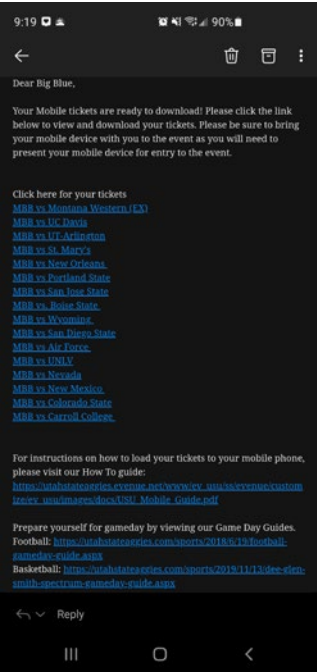 9:19 90%
Dear Big Blue,
Your Mobile tickets are ready to download! Please click the link
below to view and download your tickets. Please be sure to bring
your mobile device with you to the event as you will need to
present your mobile device for entry to the event.
Click here for your tickets
MBB vs Montana Western (EX)
MBB vs UC Davis
MBB vs UT-Arlington
MBB vs St. Mary's
MBB vs New Orleans
MBB vs Portland State
MBB vs San Jose State
MBB vs. Boise State
MBB vs Wyoming
MBB vs San Diego State
MBB vs Air Force
MBB vs UNLV
MBB vs Nevada
MBB vs New Mexico
MBB vs Colorado State
MBB vs Carroll College
For instructions on how to load your tickets to your mobile phone,
please visit our How To guide:
https://utahstateaggies.evenue.net/www/ev_usu/ss/evenue/custom
ize/ev_usu/images/docs/USU_Mobile_Guide.pdf
Prepare yourself for gameday by viewing our Game Day Guides.
Football: https://utahstateaggies.com/sports/2018/6/19/football-
gameday-guide.aspx
Basketball: https://utahstateaggies.com/sports/2019/11/13/dee-glen-
smith-spectrum-gameday-guide.aspx
Reply